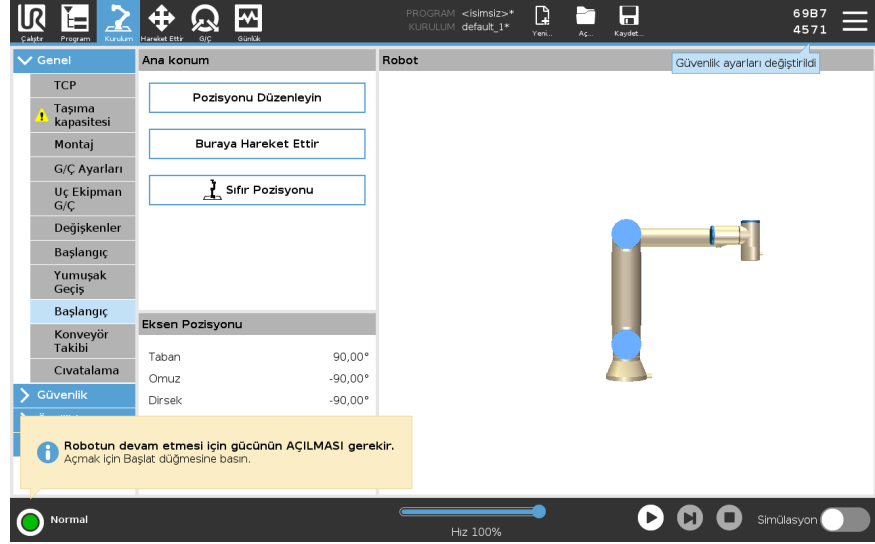 PROGRAM <isimsiz>*
KURULUM default_1*
Çalıştır
Program
Kurulum
Hareket Ettir
G/Ç
Günlük
Yeni...
Aç...
Kaydet...
69B7
4571
Güvenlik ayarları değiştirildi
Genel
TCP
Taşıma
kapasitesi
Montaj
G/Ç Ayarları
Uç Ekipman
G/Ç
Değişkenler
Başlangıç
Yumuşak
Geçiş
Başlangıç
Konveyör
Takibi
Cıvatalama
Güvenlik
Ana konum
Pozisyonu Düzenleyin
Buraya Hareket Ettir
Sıfır Pozisyonu
Eksen Pozisyonu
Taban 90,00°
Omuz -90,00°
Dirsek -90,00°
Robot
Robotun devam etmesi için gücünün AÇILMASI gerekir.
Açmak için Başlat düğmesine basın.
Normal
Hız 100%
Simülasyon